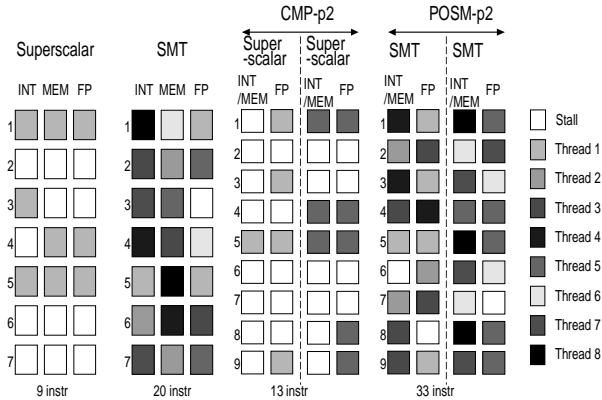 CMP-p2 POSM-p2
Superscalar SMT Super -scalar Super -scalar SMT SMT
INT MEM FP INT MEM FP INT /MEM FP INT /MEM FP INT /MEM FP INT /MEM FP
1 1 1 1 Stall
2 2 2 2 Thread 1
3 3 3 3 Thread 2
4 4 4 4 Thread 3
5 5 5 5 Thread 4
6 6 6 6 Thread 5
7 7 7 7 Thread 6
8 8 Thread 7
9 9 Thread 8
9 instr 20 instr 13 instr 33 instr